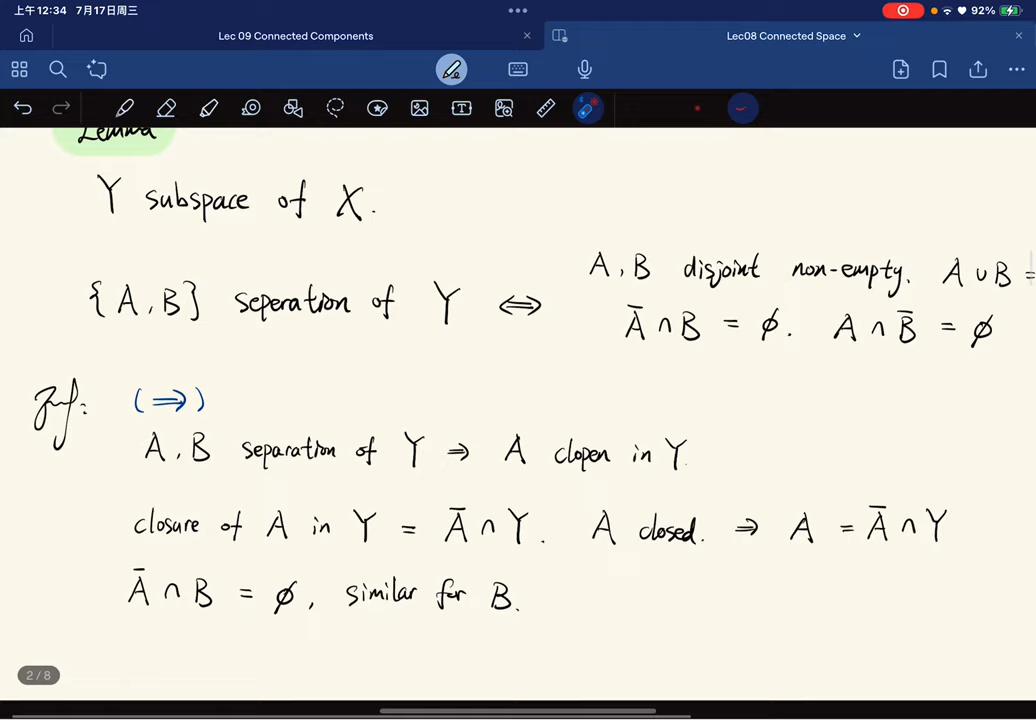 上午12:34 7月17日周三
92%
Lec 09 Connected Components
Lec08 Connected Space
Lemma
Y subspace of X.
A, B disjoint non-empty. A ∪ B =
{A, B} seperation of Y ⇔
Ā ∩ B = ∅. A ∩ B̄ = ∅
(⇒)
A, B separation of Y ⇒ A clopen in Y.
closure of A in Y = Ā ∩ Y. A closed. ⇒ A = Ā ∩ Y
Ā ∩ B = ∅, similar for B.
2 / 8